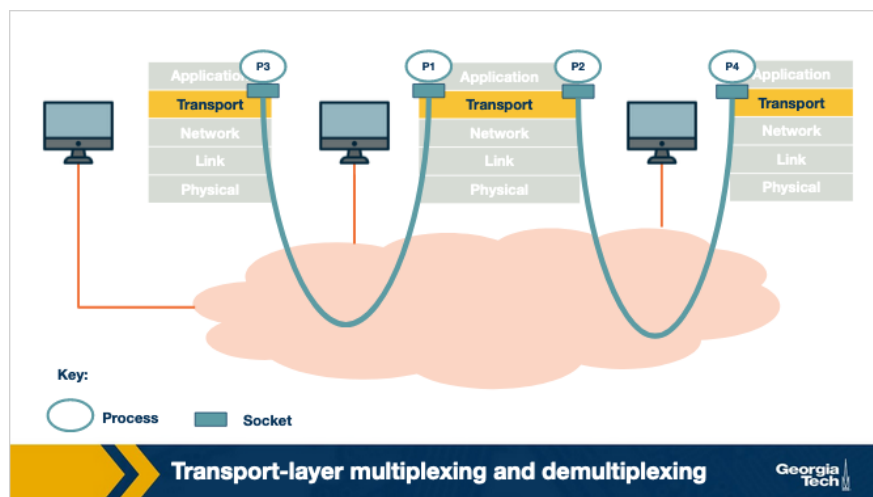 P3
P1
P2
P4
Application
Application
Application
Transport
Transport
Transport
Network
Network
Network
Link
Link
Link
Physical
Physical
Physical
Key:
Process
Socket
Transport-layer multiplexing and demultiplexing
Georgia
Tech